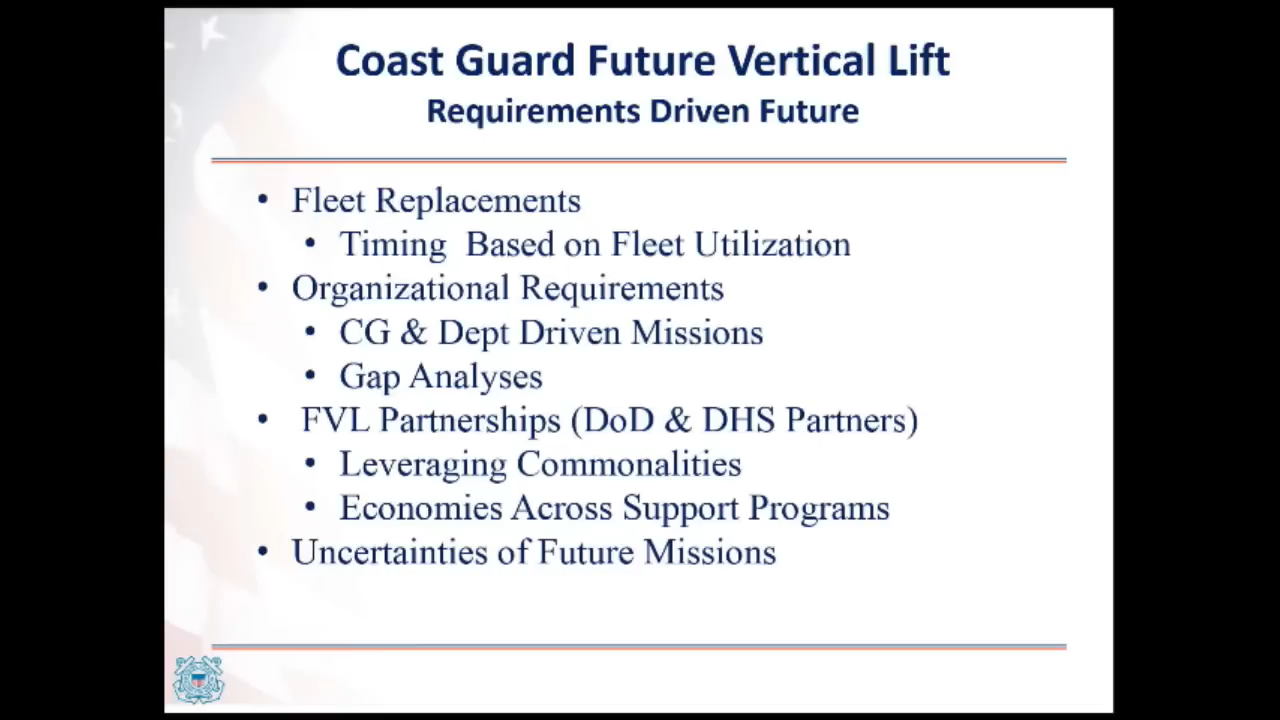 Coast Guard Future Vertical Lift
Requirements Driven Future
• Fleet Replacements
• Timing  Based on Fleet Utilization
• Organizational Requirements
• CG & Dept Driven Missions
• Gap Analyses
• FVL Partnerships (DoD & DHS Partners)
• Leveraging Commonalities
• Economies Across Support Programs
• Uncertainties of Future Missions